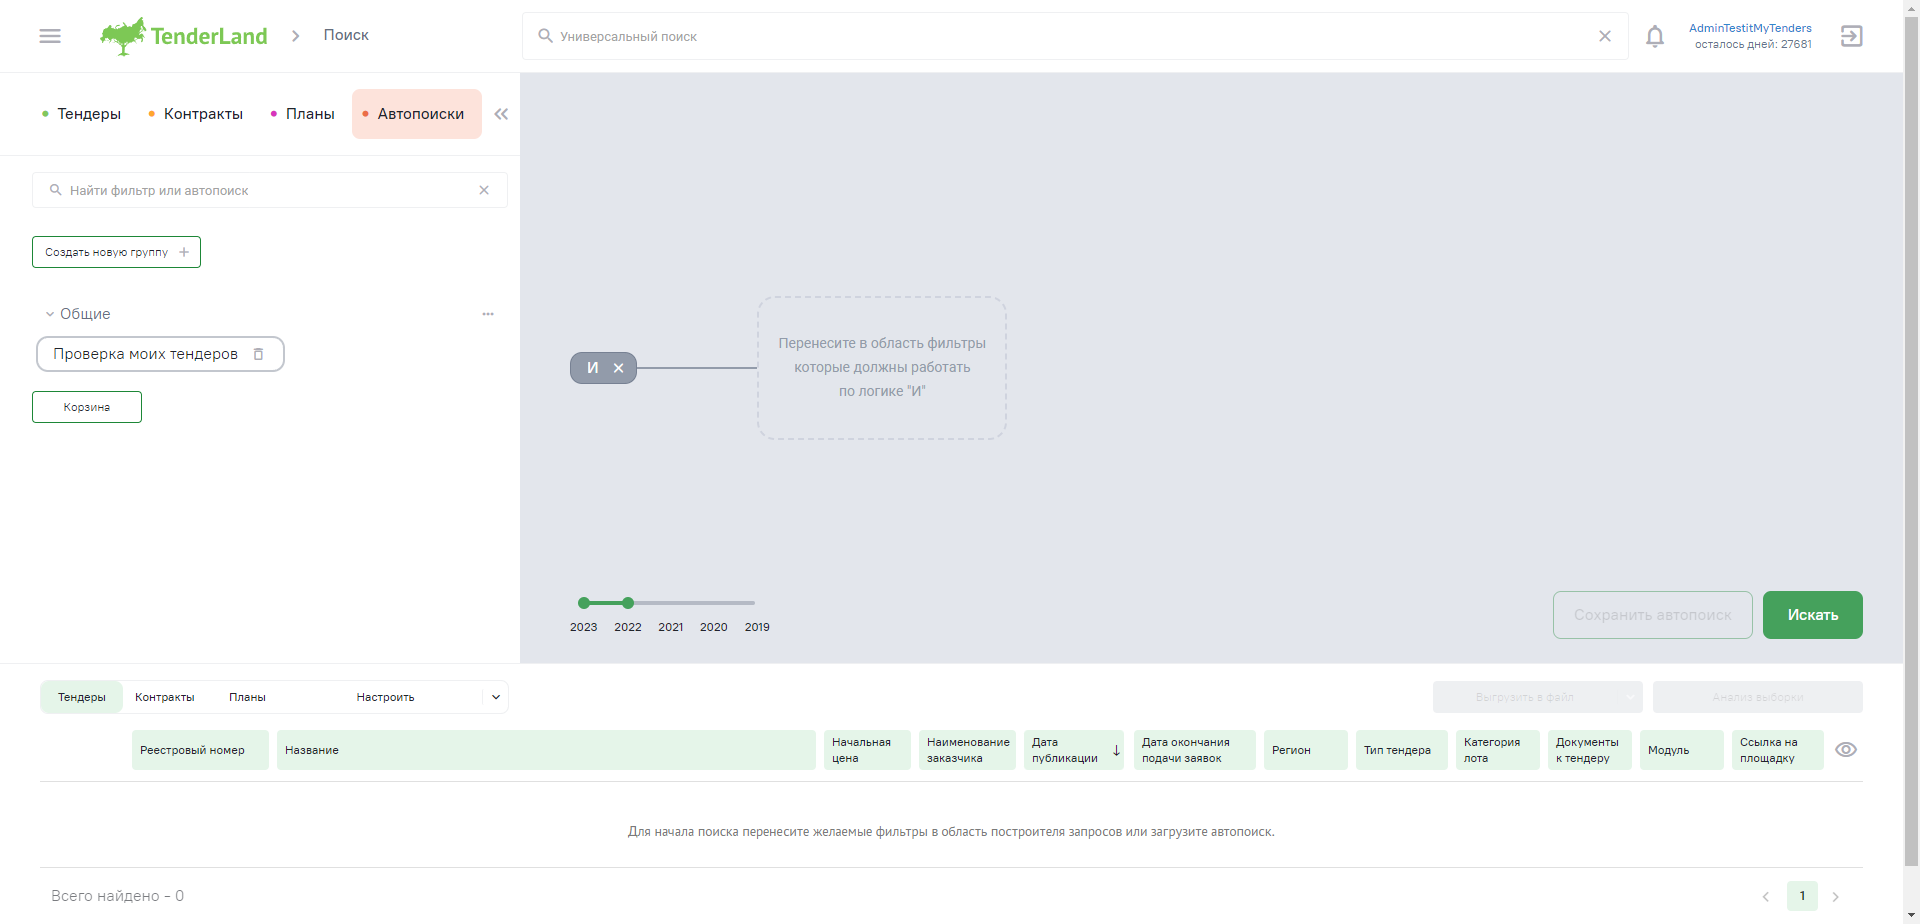 TenderLand
Поиск
Универсальный поиск
AdminTestitMyTenders
осталось дней: 27681
Тендеры
Контракты
Планы
Автопоиски
Найти фильтр или автопоиск
Создать новую группу
Общие
Проверка моих тендеров
Корзина
И
Перенесите в область фильтры
которые должны работать
по логике "И"
2023 2022 2021 2020 2019
Сохранить автопоиск
Искать
Тендеры
Контракты
Планы
Настроить
Выгрузить в файл
Анализ выборки
Реестровый номер
Название
Начальная
цена
Наименование
заказчика
Дата
публикации
Дата окончания
подачи заявок
Регион
Тип тендера
Категория
лота
Документы
к тендеру
Модуль
Ссылка на
площадку
Для начала поиска перенесите желаемые фильтры в область построителя запросов или загрузите автопоиск.
Всего найдено - 0
1